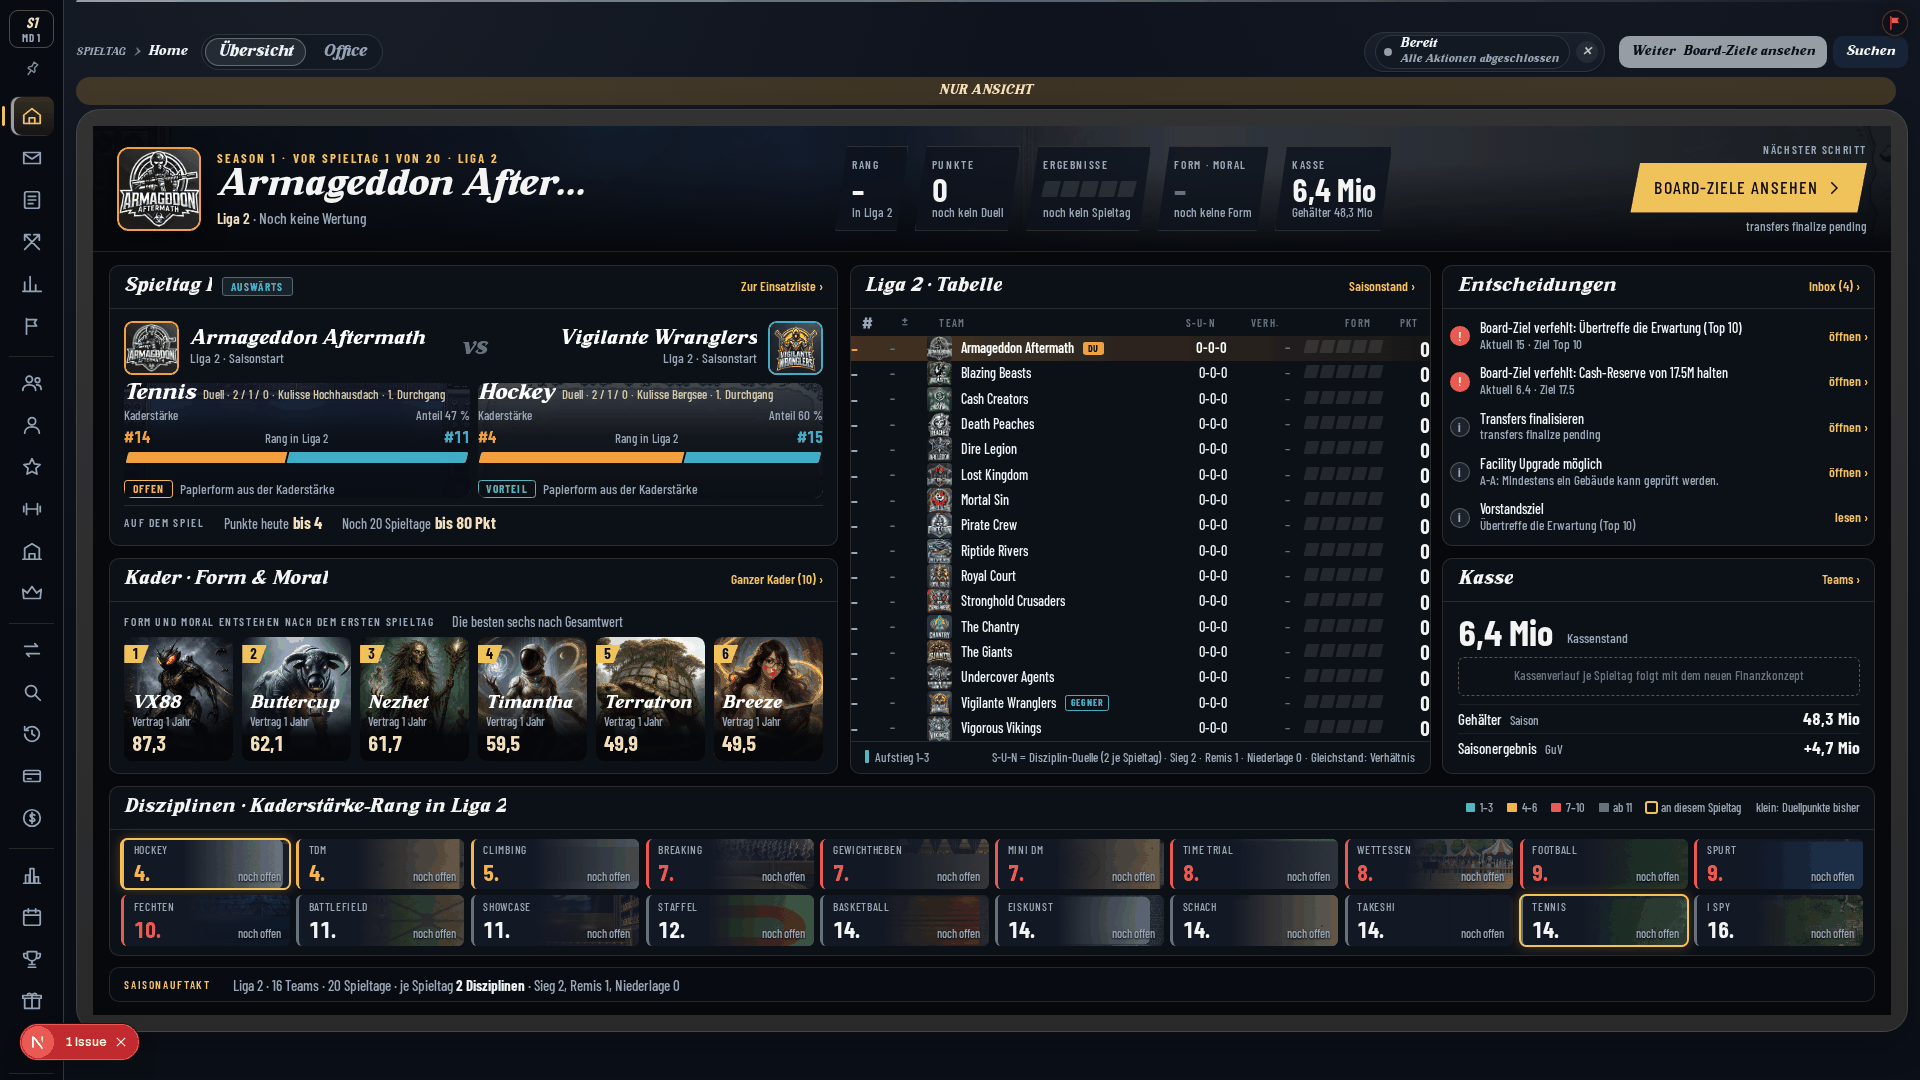 S1
MD1
SPIELTAG › Home
Übersicht
Office
Bereit
Alle Aktionen abgeschlossen
Weiter Board-Ziele ansehen
Suchen
NUR ANSICHT
SEASON 1 · VOR SPIELTAG 1 VON 20 · LIGA 2
Armageddon After...
Liga 2 · Noch keine Wertung
RANG
–
In Liga 2
PUNKTE
0
noch kein Duell
ERGEBNISSE
noch kein Spieltag
FORM · MORAL
–
noch keine Form
KASSE
6,4 Mio
Gehälter 48,3 Mio
NÄCHSTER SCHRITT
BOARD-ZIELE ANSEHEN
transfers finalize pending
Spieltag 1 AUSWÄRTS
Zur Einsatzliste ›
Armageddon Aftermath
Liga 2 · Saisonstart
VS
Vigilante Wranglers
Liga 2 · Saisonstart
Tennis Duell · 2 / 1 / 0 · Kulisse Hochhausdach · 1. Durchgang
Kaderstärke Anteil 47 %
#14 Rang in Liga 2 #11
OFFEN Papierform aus der Kaderstärke
Hockey Duell · 2 / 1 / 0 · Kulisse Bergsee · 1. Durchgang
Kaderstärke Anteil 60 %
#4 Rang in Liga 2 #15
VORTEIL Papierform aus der Kaderstärke
AUF DEM SPIEL Punkte heute bis 4 Noch 20 Spieltage bis 80 Pkt
Kader · Form & Moral
Ganzer Kader (10) ›
FORM UND MORAL ENTSTEHEN NACH DEM ERSTEN SPIELTAG Die besten sechs nach Gesamtwert
1
VX88
Vertrag 1 Jahr
87,3
2
Buttercup
Vertrag 1 Jahr
62,1
3
Nezhet
Vertrag 1 Jahr
61,7
4
Timantha
Vertrag 1 Jahr
59,5
5
Terratron
Vertrag 1 Jahr
49,9
6
Breeze
Vertrag 1 Jahr
49,5
Liga 2 · Tabelle
Saisonstand ›
# ± TEAM S-U-N VERH. FORM PKT
– – Armageddon Aftermath DU 0-0-0 – 0
– – Blazing Beasts 0-0-0 – 0
– – Cash Creators 0-0-0 – 0
– – Death Peaches 0-0-0 – 0
– – Dire Legion 0-0-0 – 0
– – Lost Kingdom 0-0-0 – 0
– – Mortal Sin 0-0-0 – 0
– – Pirate Crew 0-0-0 – 0
– – Riptide Rivers 0-0-0 – 0
– – Royal Court 0-0-0 – 0
– – Stronghold Crusaders 0-0-0 – 0
– – The Chantry 0-0-0 – 0
– – The Giants 0-0-0 – 0
– – Undercover Agents 0-0-0 – 0
– – Vigilante Wranglers GEGNER 0-0-0 – 0
– – Vigorous Vikings 0-0-0 – 0
Aufstieg 1–3 S-U-N = Disziplin-Duelle (2 je Spieltag) · Sieg 2 · Remis 1 · Niederlage 0 · Gleichstand: Verhältnis
Entscheidungen
Inbox (4) ›
Board-Ziel verfehlt: Übertreffe die Erwartung (Top 10)
Aktuell 15 · Ziel Top 10
öffnen ›
Board-Ziel verfehlt: Cash-Reserve von 17.5M halten
Aktuell 6.4 · Ziel 17.5
öffnen ›
Transfers finalisieren
transfers finalize pending
öffnen ›
Facility Upgrade möglich
A-A: Mindestens ein Gebäude kann geprüft werden.
öffnen ›
Vorstandsziel
Übertreffe die Erwartung (Top 10)
lesen ›
Kasse
Teams ›
6,4 Mio Kassenstand
Kassenverlauf je Spieltag folgt mit dem neuen Finanzkonzept
Gehälter Saison 48,3 Mio
Saisonergebnis GuV +4,7 Mio
Disziplinen · Kaderstärke-Rang in Liga 2
1–3 4–6 7–10 ab 11 an diesem Spieltag klein: Duellpunkte bisher
HOCKEY
4. noch offen
TDM
4. noch offen
CLIMBING
5. noch offen
BREAKING
7. noch offen
GEWICHTHEBEN
7. noch offen
MINI DM
7. noch offen
TIME TRIAL
8. noch offen
WETTESSEN
8. noch offen
FOOTBALL
9. noch offen
SPURT
9. noch offen
FECHTEN
10. noch offen
BATTLEFIELD
11. noch offen
SHOWCASE
11. noch offen
STAFFEL
12. noch offen
BASKETBALL
14. noch offen
EISKUNST
14. noch offen
SCHACH
14. noch offen
TAKESHI
14. noch offen
TENNIS
14. noch offen
I SPY
16. noch offen
SAISONAUFTAKT Liga 2 · 16 Teams · 20 Spieltage · je Spieltag 2 Disziplinen · Sieg 2, Remis 1, Niederlage 0
N 1 Issue